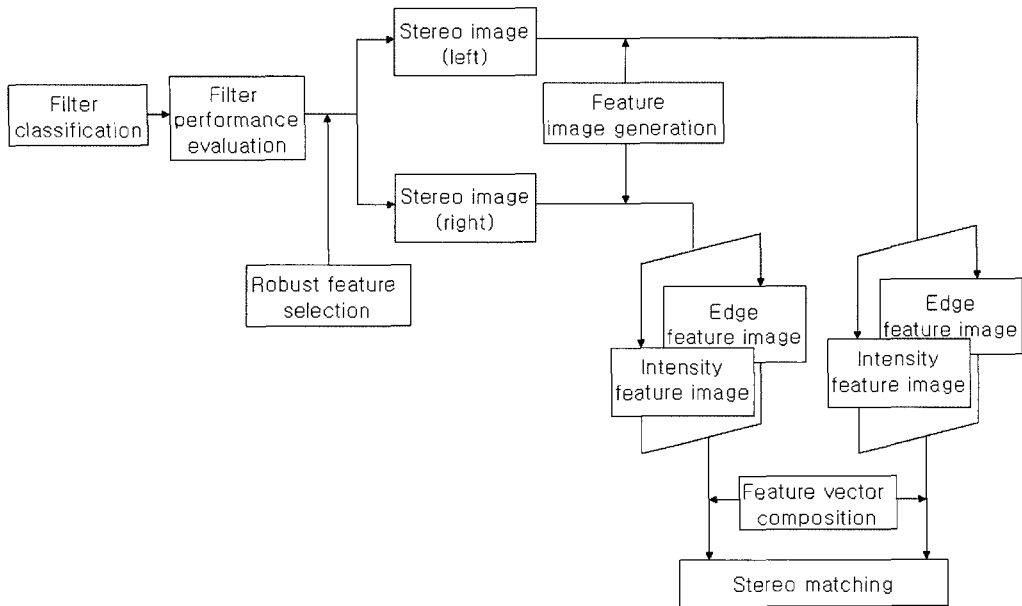 Filter
classification
Filter
performance
evaluation
Stereo image
(left)
Feature
image generation
Stereo image
(right)
Robust feature
selection
Edge
feature image
Intensity
feature image
Edge
feature image
Intensity
feature image
Feature vector
composition
Stereo matching